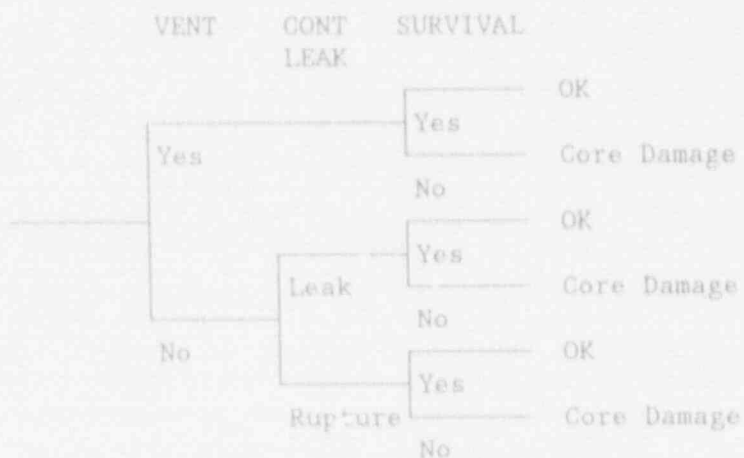 VENT CONT SURVIVAL
LEAK
OK
Yes
Yes Core Damage
No
OK
Yes
Leak Core Damage
No
No OK
Yes
Rupture Core Damage
No